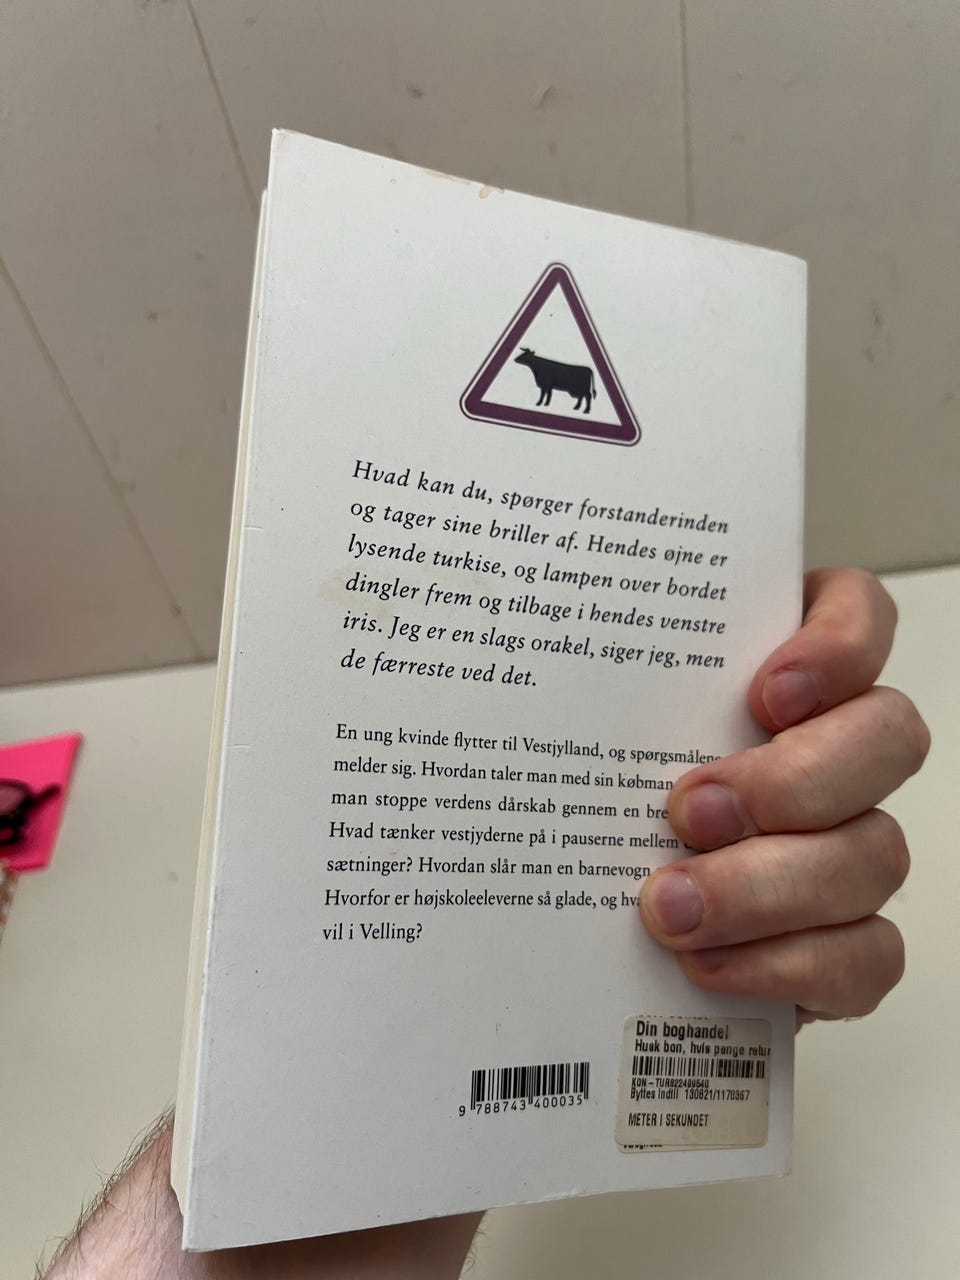 Hvad kan du, spørger forstanderinden
og tager sine briller af. Hendes øjne er
lysende turkise, og lampen over bordet
dingler frem og tilbage i hendes venstre
iris. Jeg er en slags orakel, siger jeg, men
de færreste ved det.
En ung kvinde flytter til Vestjylland, og spørgsmålene
melder sig. Hvordan taler man med sin købman
man stoppe verdens dårskab gennem en bre
Hvad tænker vestjyderne på i pauserne mellem
sætninger? Hvordan slår man en barnevogn
Hvorfor er højskoleeleverne så glade, og hva
vil i Velling?
9 788743 400035
Din boghandel
Husk bon, hvis penge retur
Byttes indtil 130821/1170367
METER I SEKUNDET